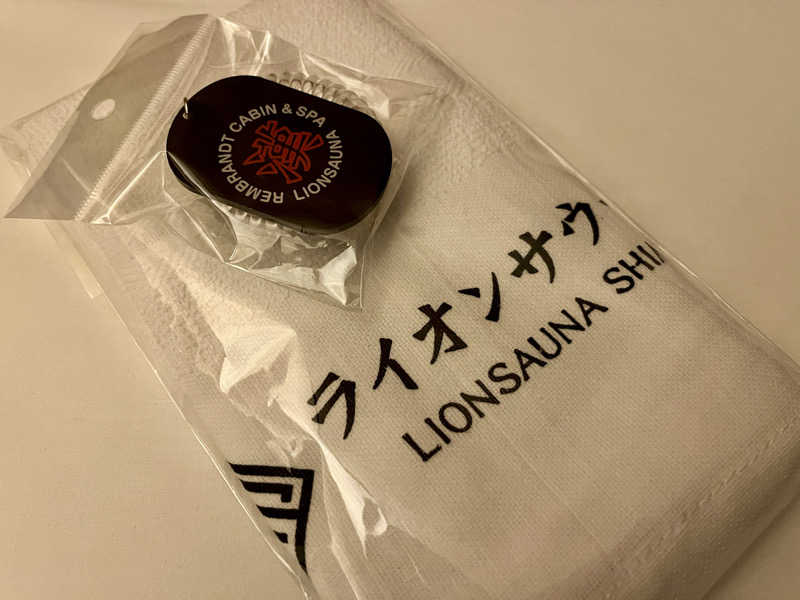 REMBRANDT CABIN & SPA
LIONSAUNA
ライオンサウ
LIONSAUNA SHI